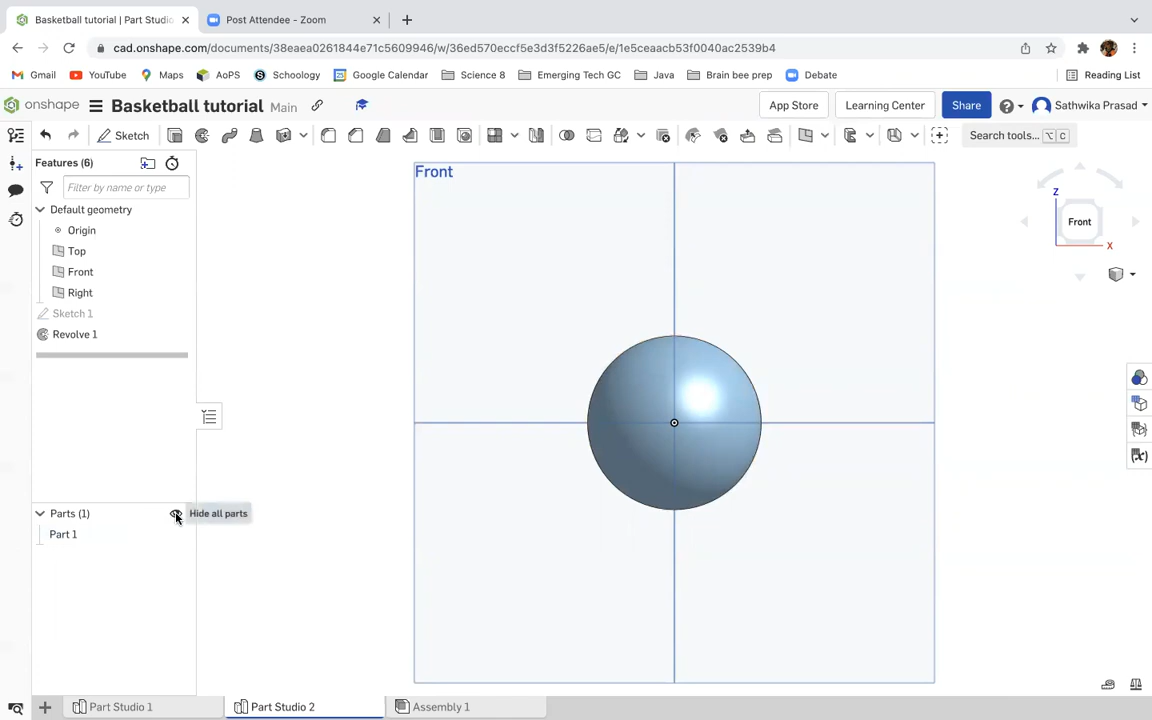 Basketball tutorial | Part Studio
Post Attendee - Zoom
cad.onshape.com/documents/38eaea0261844e71c5609946/w/36ed570eccf5e3d3f5226ae5/e/1e5ceaacb53f0040ac2539b4
Gmail YouTube Maps AoPS Schoology Google Calendar Science 8 Emerging Tech GC Java Brain bee prep Debate Reading List
onshape Basketball tutorial Main App Store Learning Center Share Sathwika Prasad
Sketch Search tools... ⌥ C
Features (6)
Front
Filter by name or type
Default geometry
Origin
Top
Front
Right
Sketch 1
Revolve 1
Z
Front
X
Parts (1) Hide all parts
Part 1
Part Studio 1 Part Studio 2 Assembly 1